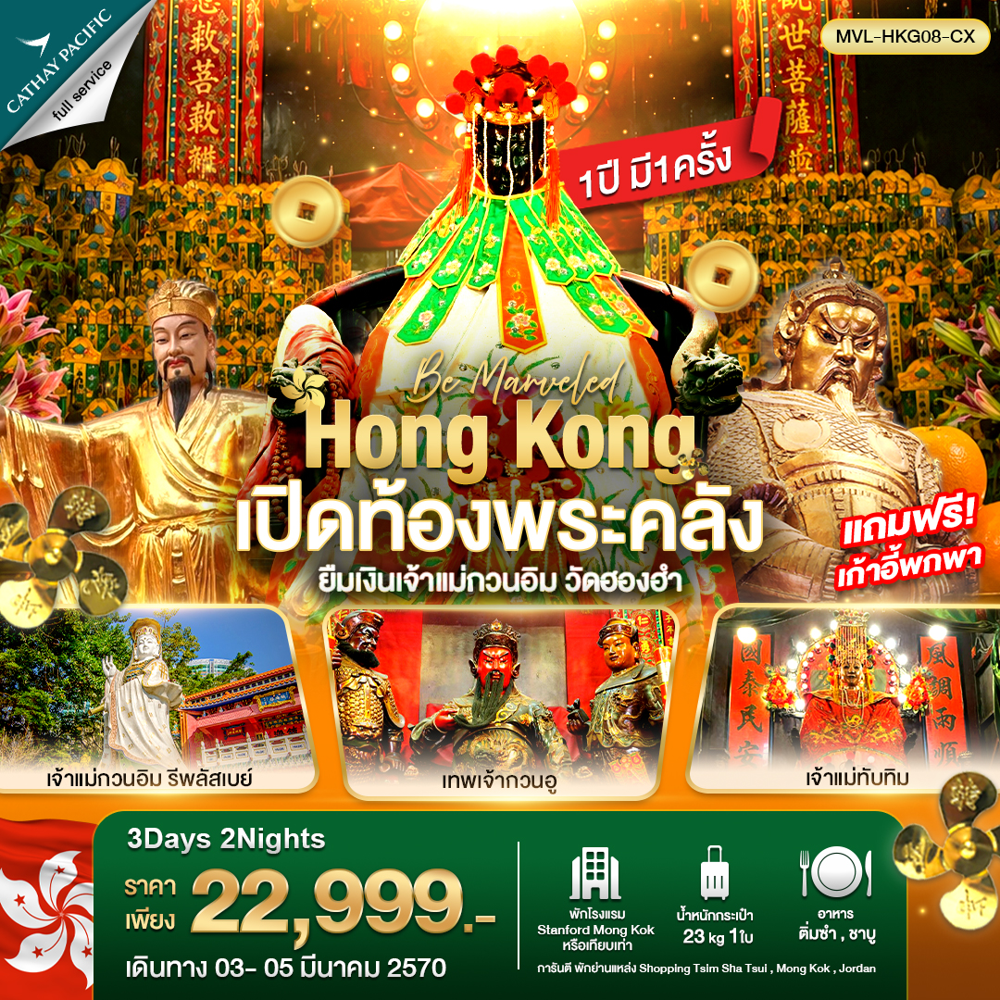 CATHAY PACIFIC
full service
MVL-HKG08-CX
1ปี มี1ครั้ง
Be Marveled
Hong Kong
เปิดท้องพระคลัง
ยืมเงินเจ้าแม่กวนอิม วัดฮองฮำ
แถมฟรี!
เก้าอี้พกพา
國泰民安
風調雨順
เจ้าแม่กวนอิม รีพลัสเบย์
เทพเจ้ากวนอู
เจ้าแม่ทับทิม
3Days 2Nights
ราคา
เพียง
22,999.-
เดินทาง 03- 05 มีนาคม 2570
พักโรงแรม
Stanford Mong Kok
หรือเทียบเท่า
น้ำหนักกระเป๋า
23 kg 1ใบ
อาหาร
ติ่มซำ , ชาบู
การันตี พักย่านแหล่ง Shopping Tsim Sha Tsui , Mong Kok , Jordan